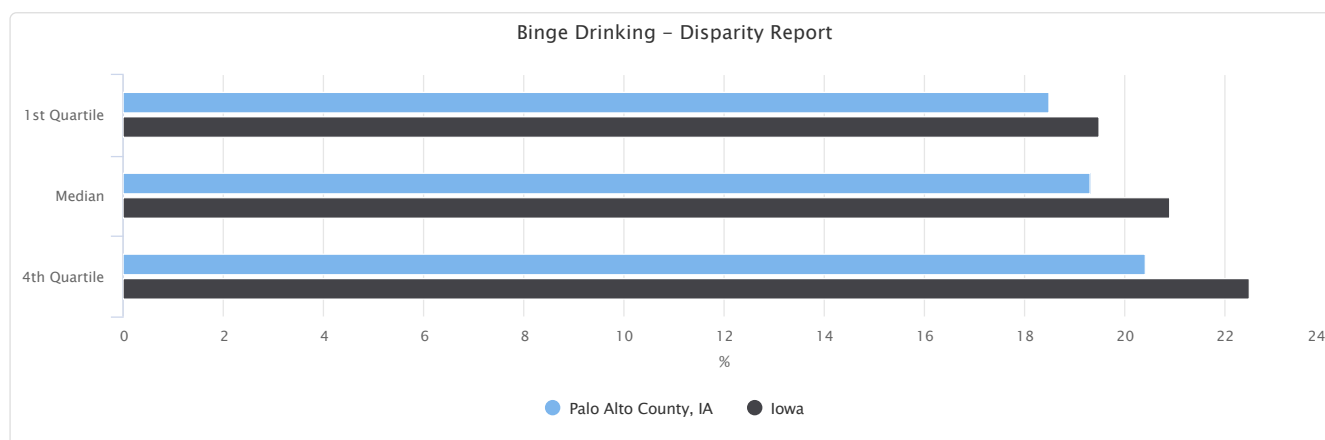 Binge Drinking – Disparity Report
1st Quartile
Median
4th Quartile
0 2 4 6 8 10 12 14 16 18 20 22 24
%
Palo Alto County, IA Iowa